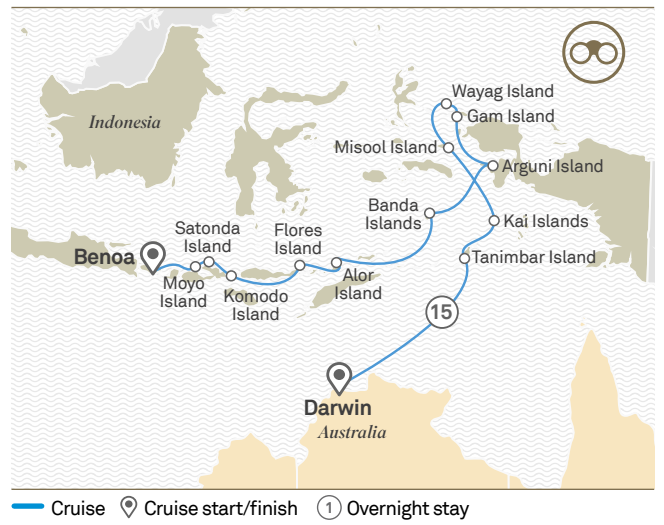 Wayag Island
Gam Island
Indonesia
Misool Island
Arguni Island
Banda
Islands
Kai Islands
Satonda
Island
Flores
Island
Benoa
Tanimbar Island
Moyo
Island
Komodo
Island
Alor
Island
15
Darwin
Australia
Cruise
Cruise start/finish
1 Overnight stay